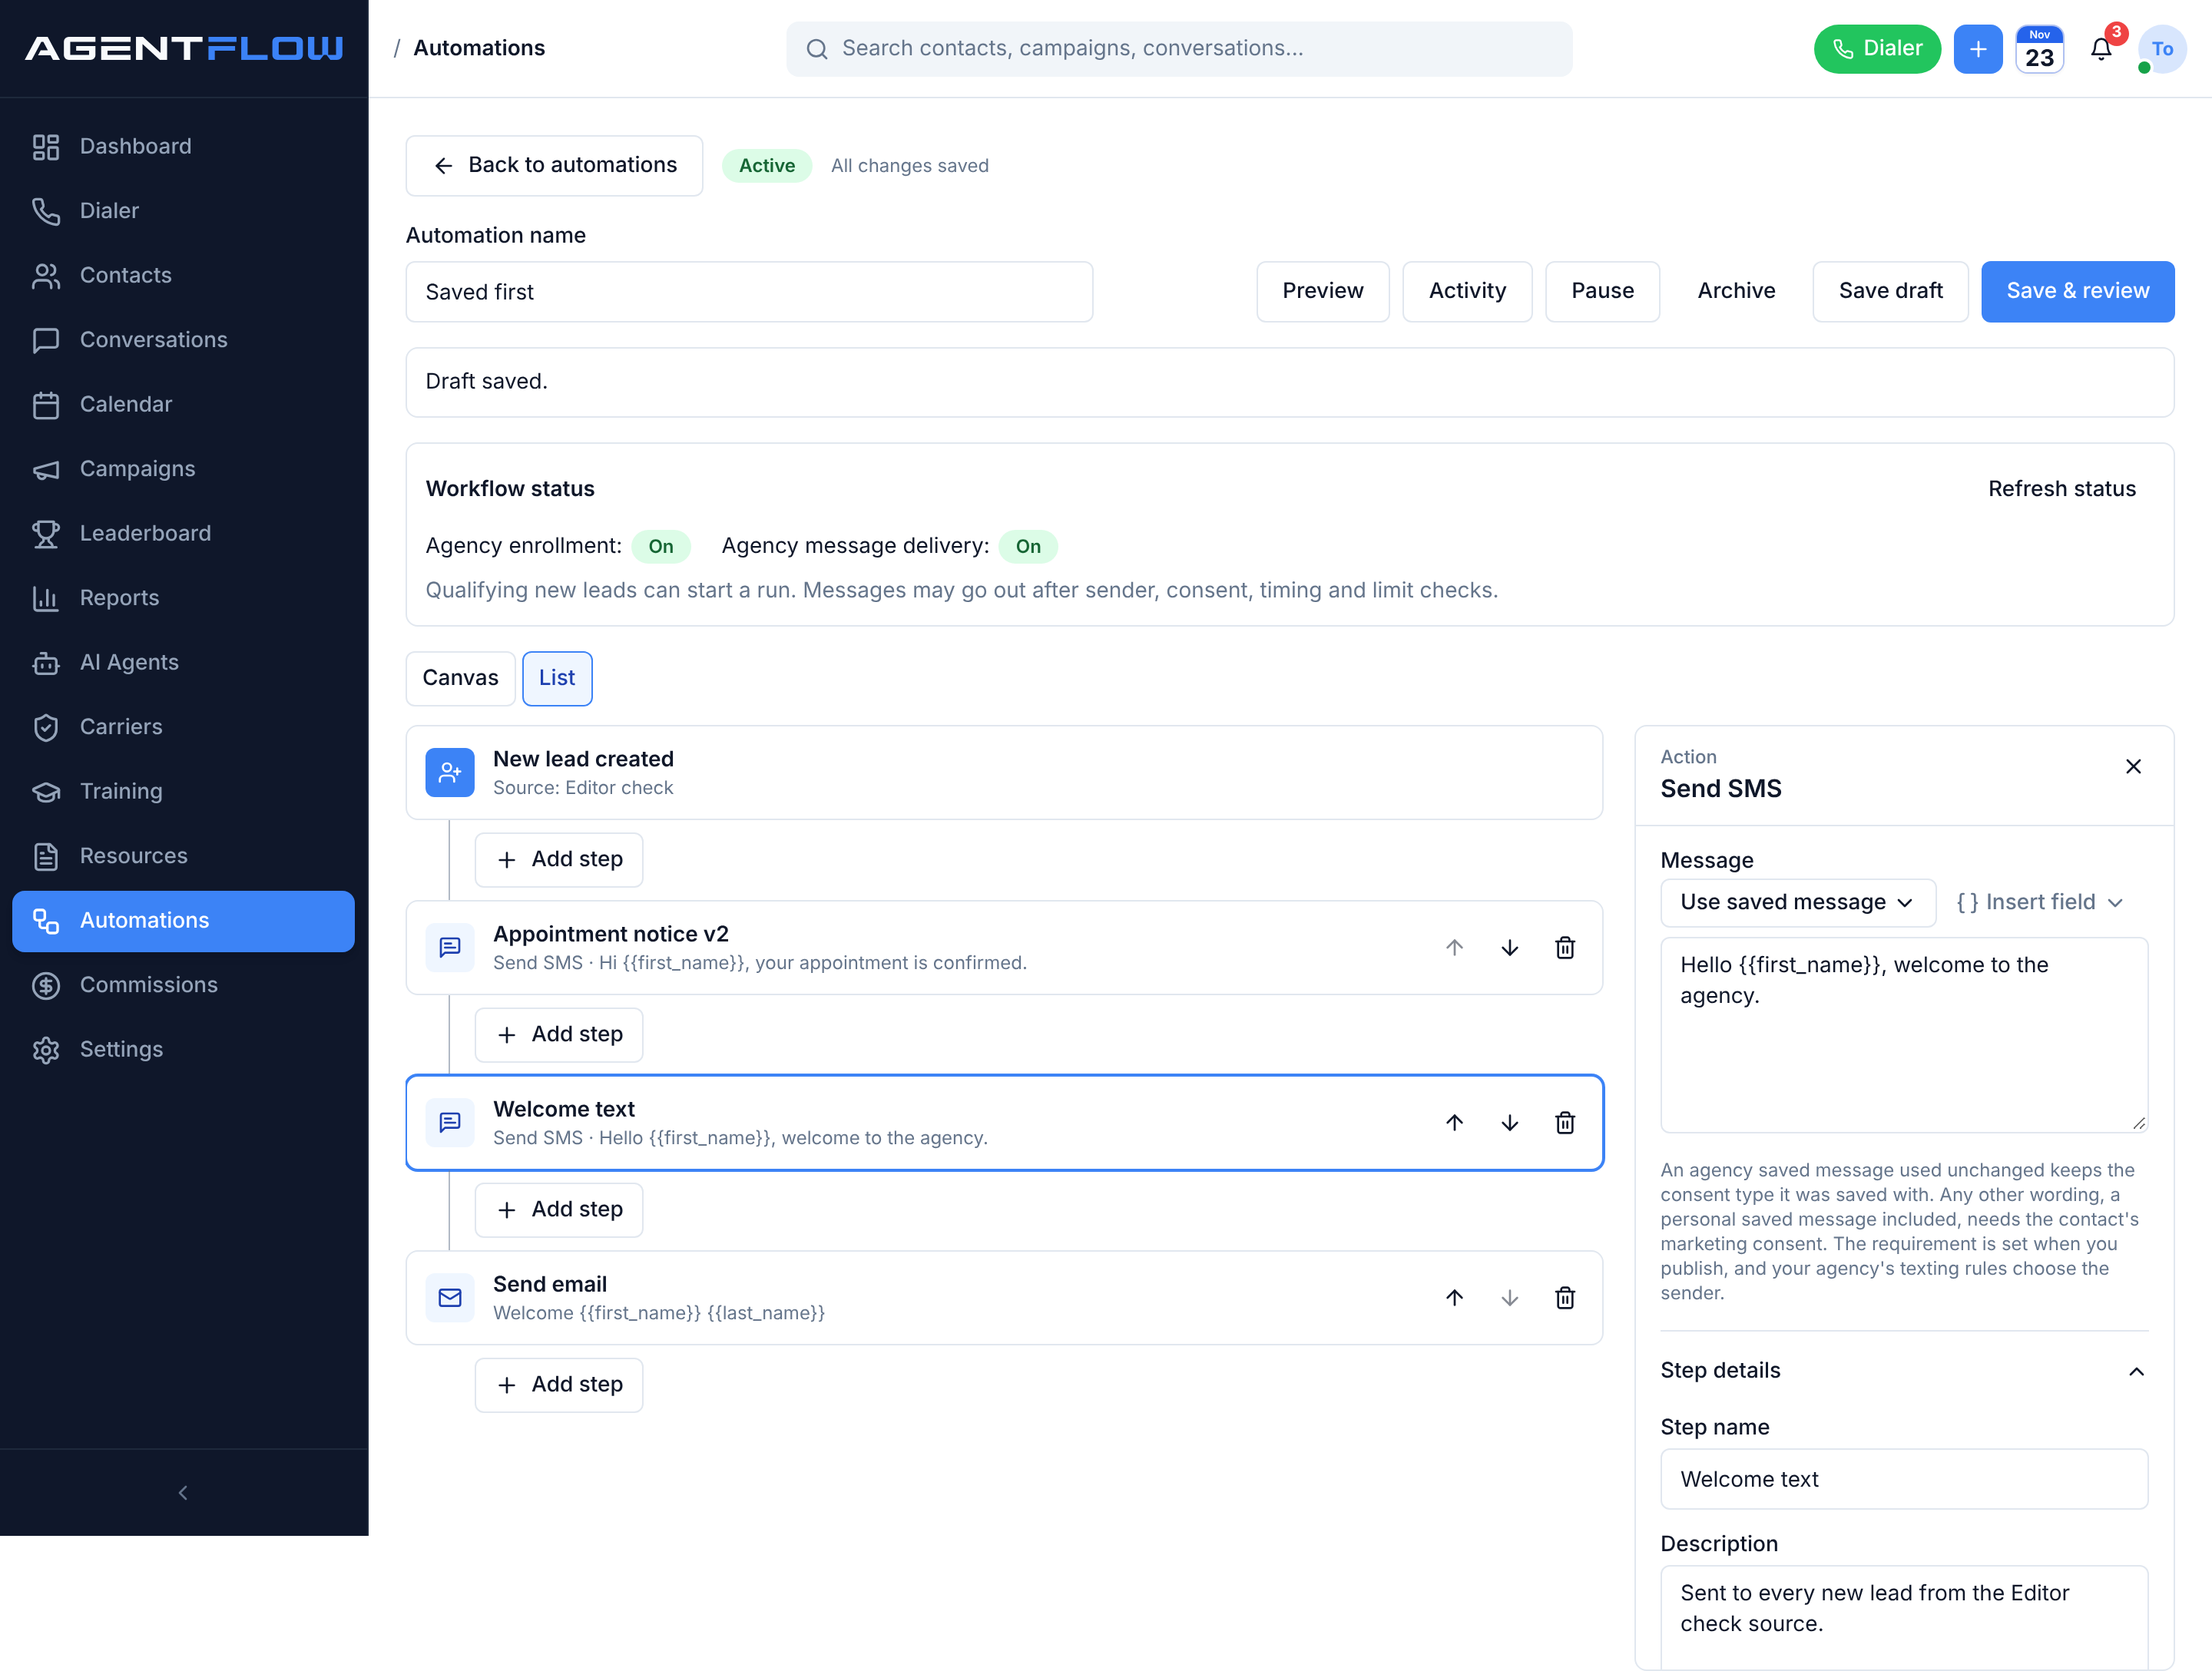 AGENTFLOW
/ Automations
Search contacts, campaigns, conversations...
Dialer
Nov
23
3
To
Dashboard
Dialer
Contacts
Conversations
Calendar
Campaigns
Leaderboard
Reports
AI Agents
Carriers
Training
Resources
Automations
Commissions
Settings
Back to automations
Active
All changes saved
Automation name
Saved first
Preview
Activity
Pause
Archive
Save draft
Save & review
Draft saved.
Workflow status
Refresh status
Agency enrollment: On
Agency message delivery: On
Qualifying new leads can start a run. Messages may go out after sender, consent, timing and limit checks.
Canvas
List
New lead created
Source: Editor check
Add step
Appointment notice v2
Send SMS · Hi {{first_name}}, your appointment is confirmed.
Add step
Welcome text
Send SMS · Hello {{first_name}}, welcome to the agency.
Add step
Send email
Welcome {{first_name}} {{last_name}}
Add step
Action
Send SMS
Message
Use saved message
{ } Insert field
Hello {{first_name}}, welcome to the
agency.
An agency saved message used unchanged keeps the
consent type it was saved with. Any other wording, a
personal saved message included, needs the contact's
marketing consent. The requirement is set when you
publish, and your agency's texting rules choose the
sender.
Step details
Step name
Welcome text
Description
Sent to every new lead from the Editor
check source.